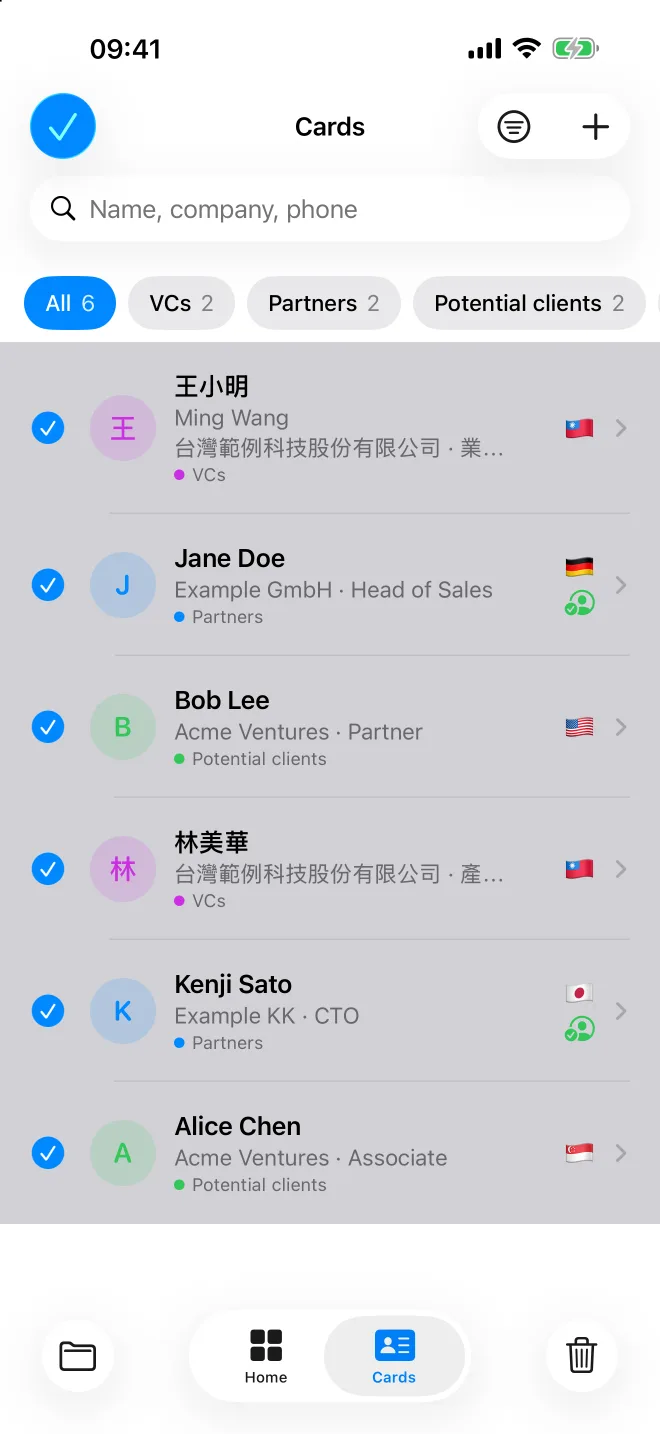 09:41
Cards
Name, company, phone
All 6
VCs 2
Partners 2
Potential clients 2
王
王小明
Ming Wang
台灣範例科技股份有限公司 · 業…
VCs
J
Jane Doe
Example GmbH · Head of Sales
Partners
B
Bob Lee
Acme Ventures · Partner
Potential clients
林
林美華
台灣範例科技股份有限公司 · 產…
VCs
K
Kenji Sato
Example KK · CTO
Partners
A
Alice Chen
Acme Ventures · Associate
Potential clients
Home
Cards